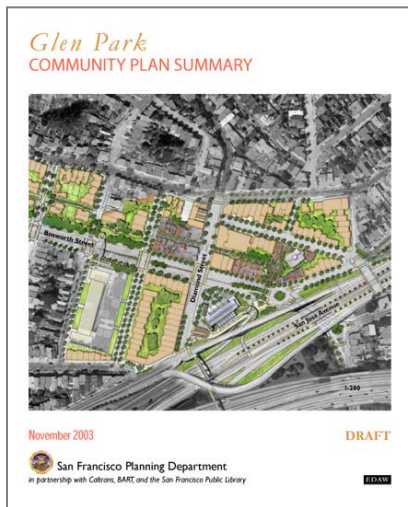 Glen Park
COMMUNITY PLAN SUMMARY
Bosworth Street
Diamond Street
San Jose Avenue
I-280
November 2003
DRAFT
San Francisco Planning Department
in partnership with Caltrans, BART, and the San Francisco Public Library
EDAW